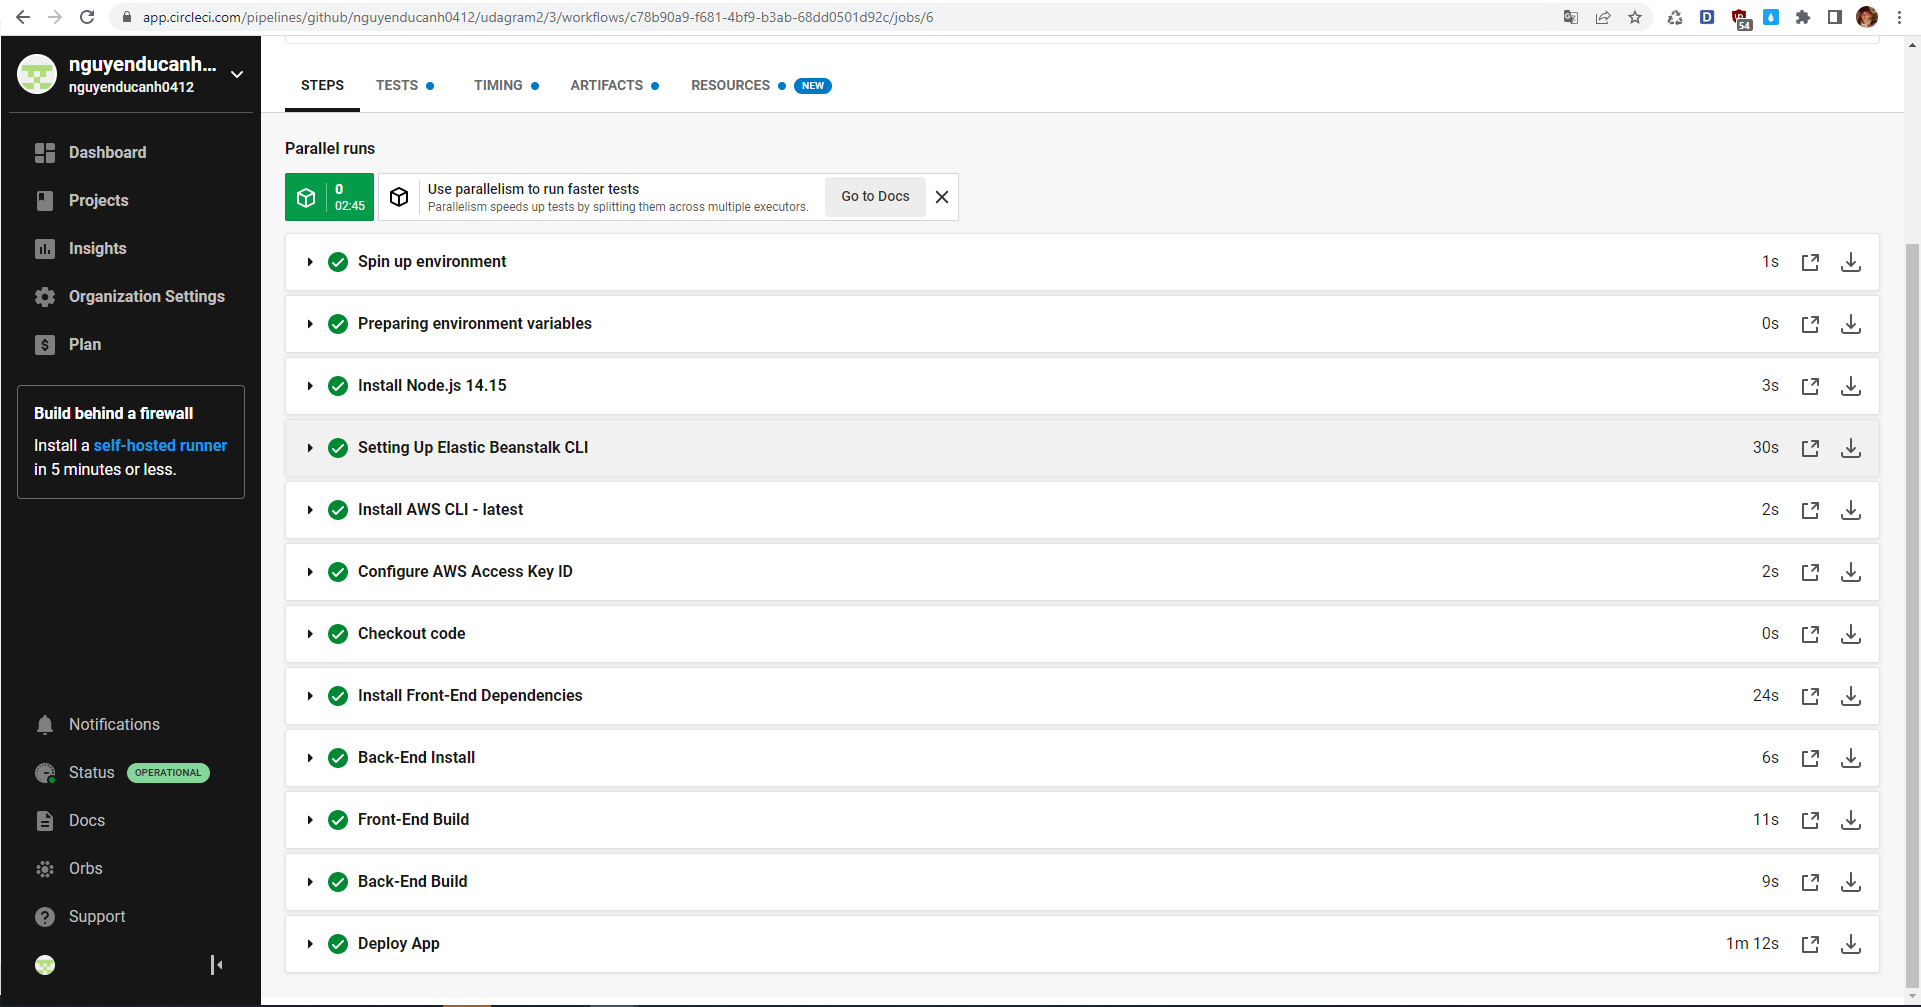 app.circleci.com/pipelines/github/nguyenducanh0412/udagram2/3/workflows/c78b90a9-f681-4bf9-b3ab-68dd0501d92c/jobs/6
54
nguyenducanh...
nguyenducanh0412
Dashboard
Projects
Insights
Organization Settings
Plan
Build behind a firewall
Install a self-hosted runner
in 5 minutes or less.
Notifications
Status OPERATIONAL
Docs
Orbs
Support
STEPS TESTS TIMING ARTIFACTS RESOURCES NEW
Parallel runs
0
02:45
Use parallelism to run faster tests
Parallelism speeds up tests by splitting them across multiple executors.
Go to Docs
Spin up environment 1s
Preparing environment variables 0s
Install Node.js 14.15 3s
Setting Up Elastic Beanstalk CLI 30s
Install AWS CLI - latest 2s
Configure AWS Access Key ID 2s
Checkout code 0s
Install Front-End Dependencies 24s
Back-End Install 6s
Front-End Build 11s
Back-End Build 9s
Deploy App 1m 12s